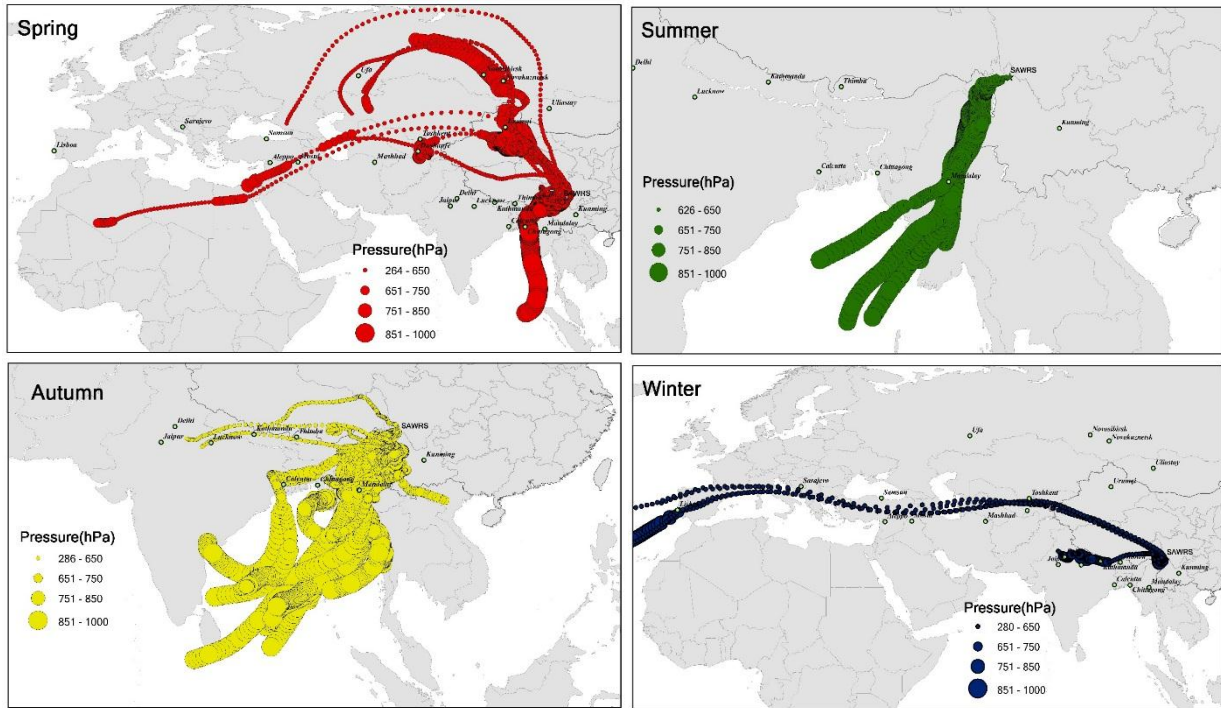 Spring
Ufa
Novosibirsk
Novokuznetsk
Uliastay
Urumqi
Sarajevo
Samsun
Tashkent
Lisboa
Aleppo
Mosul
Mashhad
SAWRS
Delhi
Jaipur
Lucknow
Kathmandu
Thimbu
Kunming
Mandalay
Chittagong
Pressure(hPa)
264 - 650
651 - 750
751 - 850
851 - 1000
Summer
Delhi
Kathmandu
Thimbu
SAWRS
Lucknow
Kunming
Calcutta
Chittagong
Mandalay
Pressure(hPa)
626 - 650
651 - 750
751 - 850
851 - 1000
Autumn
Delhi
Jaipur
Lucknow
Kathmandu
Thimbu
SAWRS
Kunming
Calcutta
Chittagong
Mandalay
Pressure(hPa)
286 - 650
651 - 750
751 - 850
851 - 1000
Winter
Ufa
Novosibirsk
Novokuznetsk
Uliastay
Urumqi
Sarajevo
Samsun
Tashkent
Aleppo
Mashhad
SAWRS
Kathmandu
Kunming
Calcutta
Mandalay
Chittagong
Pressure(hPa)
280 - 650
651 - 750
751 - 850
851 - 1000